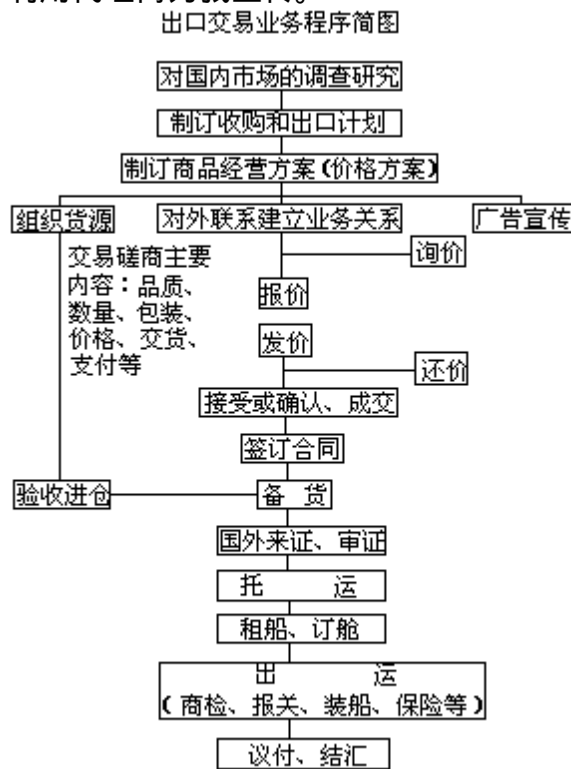 出口交易业务程序简图
对国内市场的调查研究
制订收购和出口计划
制订商品经营方案(价格方案)
组织货源
对外联系建立业务关系
广告宣传
交易磋商主要
内容：品质、
数量、包装、
价格、交货、
支付等
询价
报价
发价
还价
接受或确认、成交
签订合同
验收进仓
备 货
国外来证、审证
托 运
租船、订舱
出 运
(商检、报关、装船、保险等)
议付、结汇